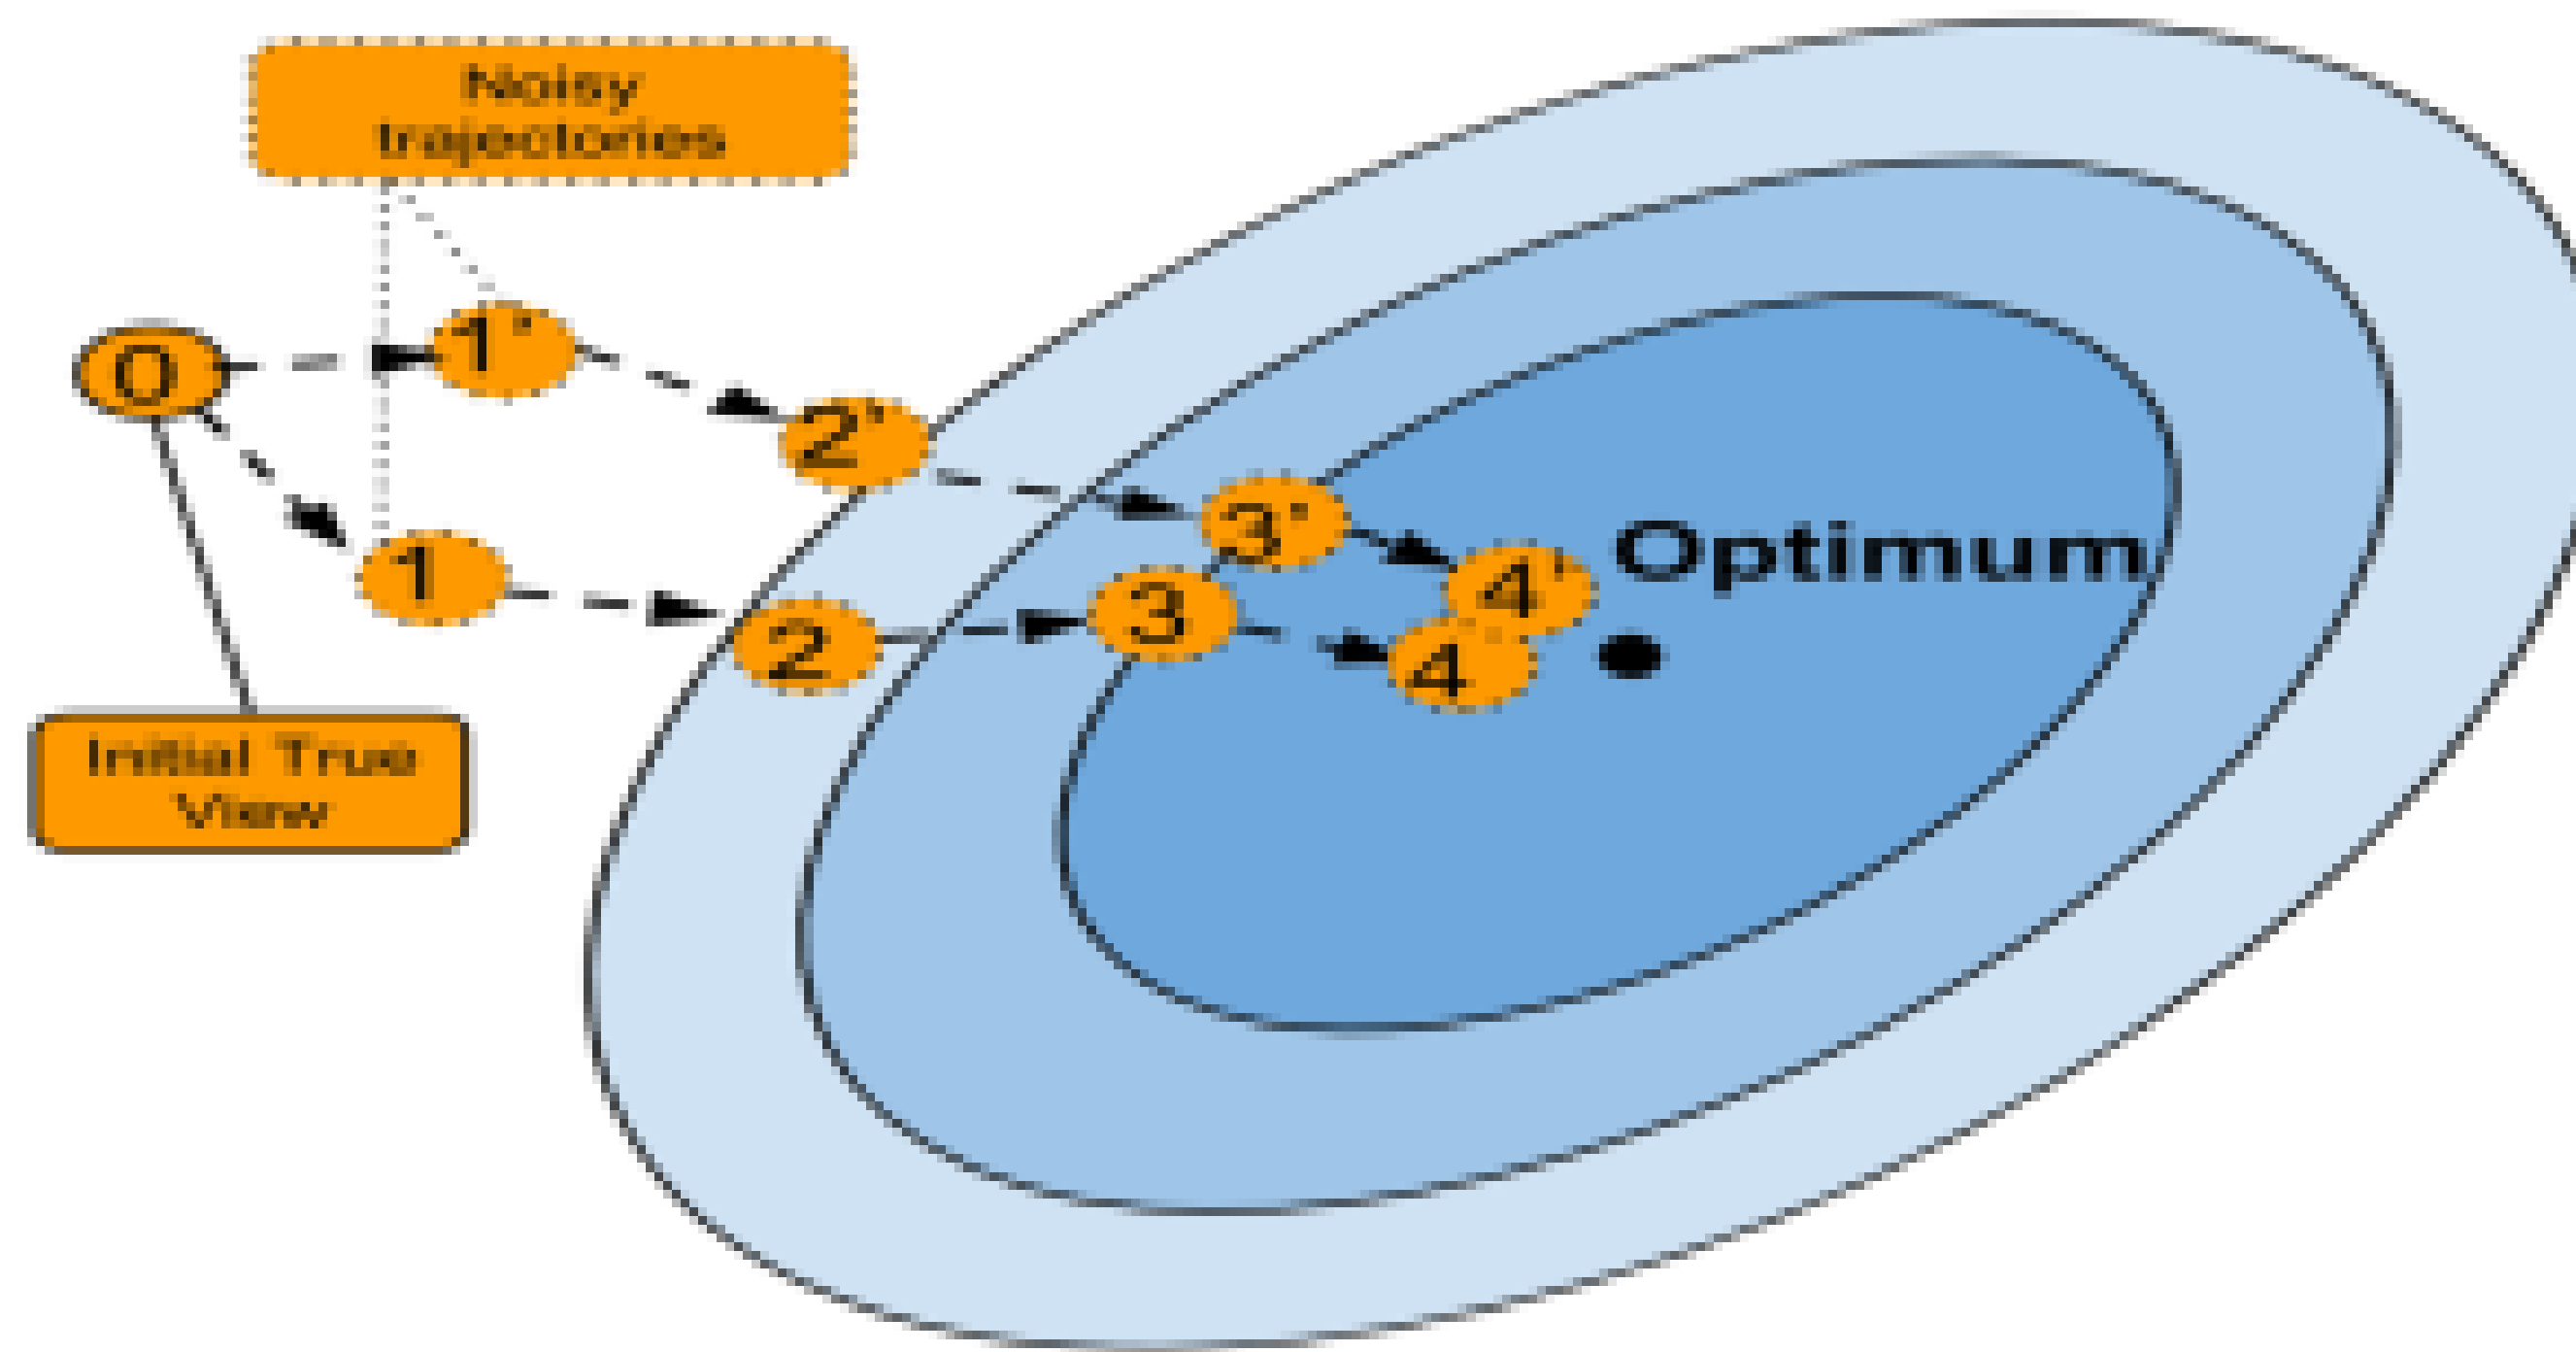 Noisy
trajectories
0
1'
2'
3'
4'
Optimum
1
2
3
4
Initial True
View